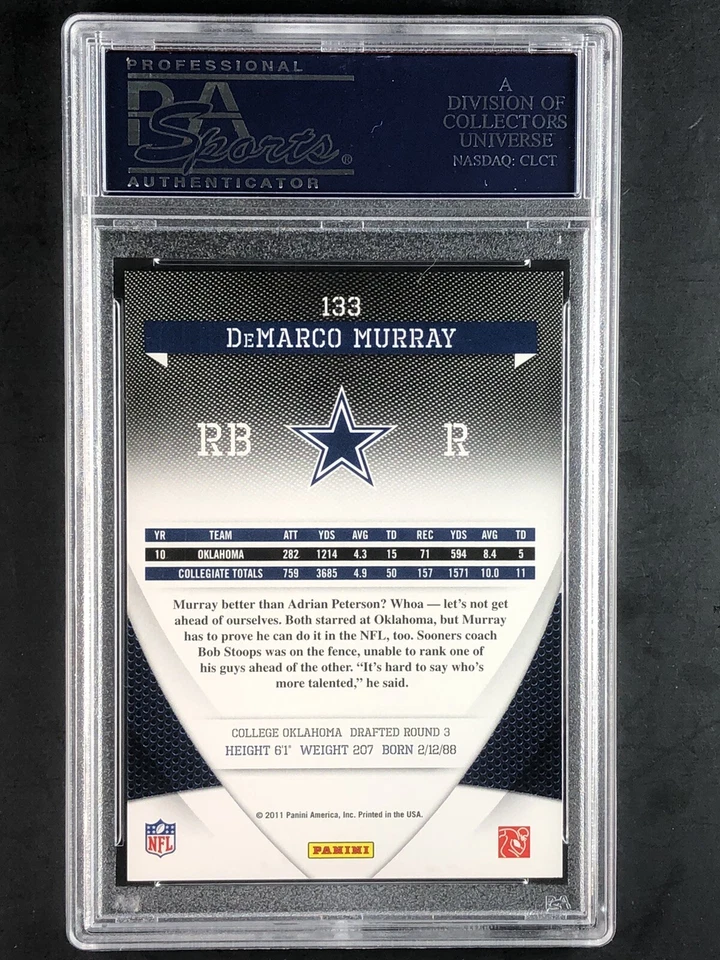 PROFESSIONAL
PSA
Sports®
AUTHENTICATOR
A
DIVISION OF
COLLECTORS
UNIVERSE
NASDAQ: CLCT
133
DeMARCO MURRAY
RB R
YR TEAM ATT YDS AVG TD REC YDS AVG TD
10 OKLAHOMA 282 1214 4.3 15 71 594 8.4 5
COLLEGIATE TOTALS 759 3685 4.9 50 157 1571 10.0 11
Murray better than Adrian Peterson? Whoa — let's not get
ahead of ourselves. Both starred at Oklahoma, but Murray
has to prove he can do it in the NFL, too. Sooners coach
Bob Stoops was on the fence, unable to rank one of
his guys ahead of the other. “It's hard to say who's
more talented,” he said.
COLLEGE OKLAHOMA DRAFTED ROUND 3
HEIGHT 6'1" WEIGHT 207 BORN 2/12/88
© 2011 Panini America, Inc. Printed in the USA.
NFL
PANINI
PSA